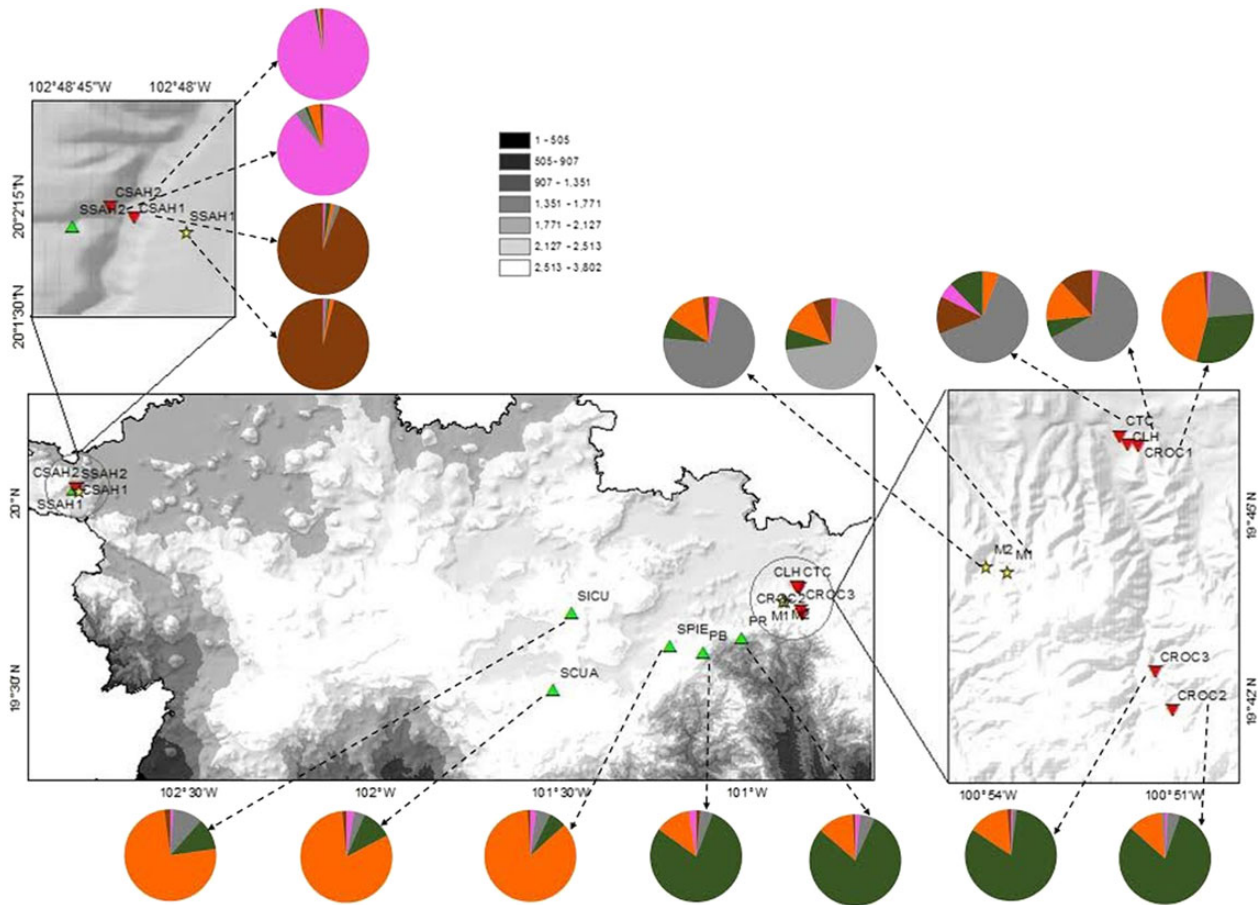 102°48'45"W 102°48'W
20°2'15"N
20°1'30"N
CSAH2
SSAH2
CSAH1
SSAH1
1 - 505
505 - 907
907 - 1,351
1,351 - 1,771
1,771 - 2,127
2,127 - 2,513
2,513 - 3,802
CTC
CLH
CROC1
M2
M1
CROC3
CROC2
19°45'N
19°42'N
100°54'W 100°51'W
20°N
19°30'N
CSAH2 SSAH2
CSAH1
SSAH1
SICU
SCUA
SPIE
PB
PR
CLH CTC
CROC2 CROC3
M1 M2
102°30'W 102°W 101°30'W 101°W